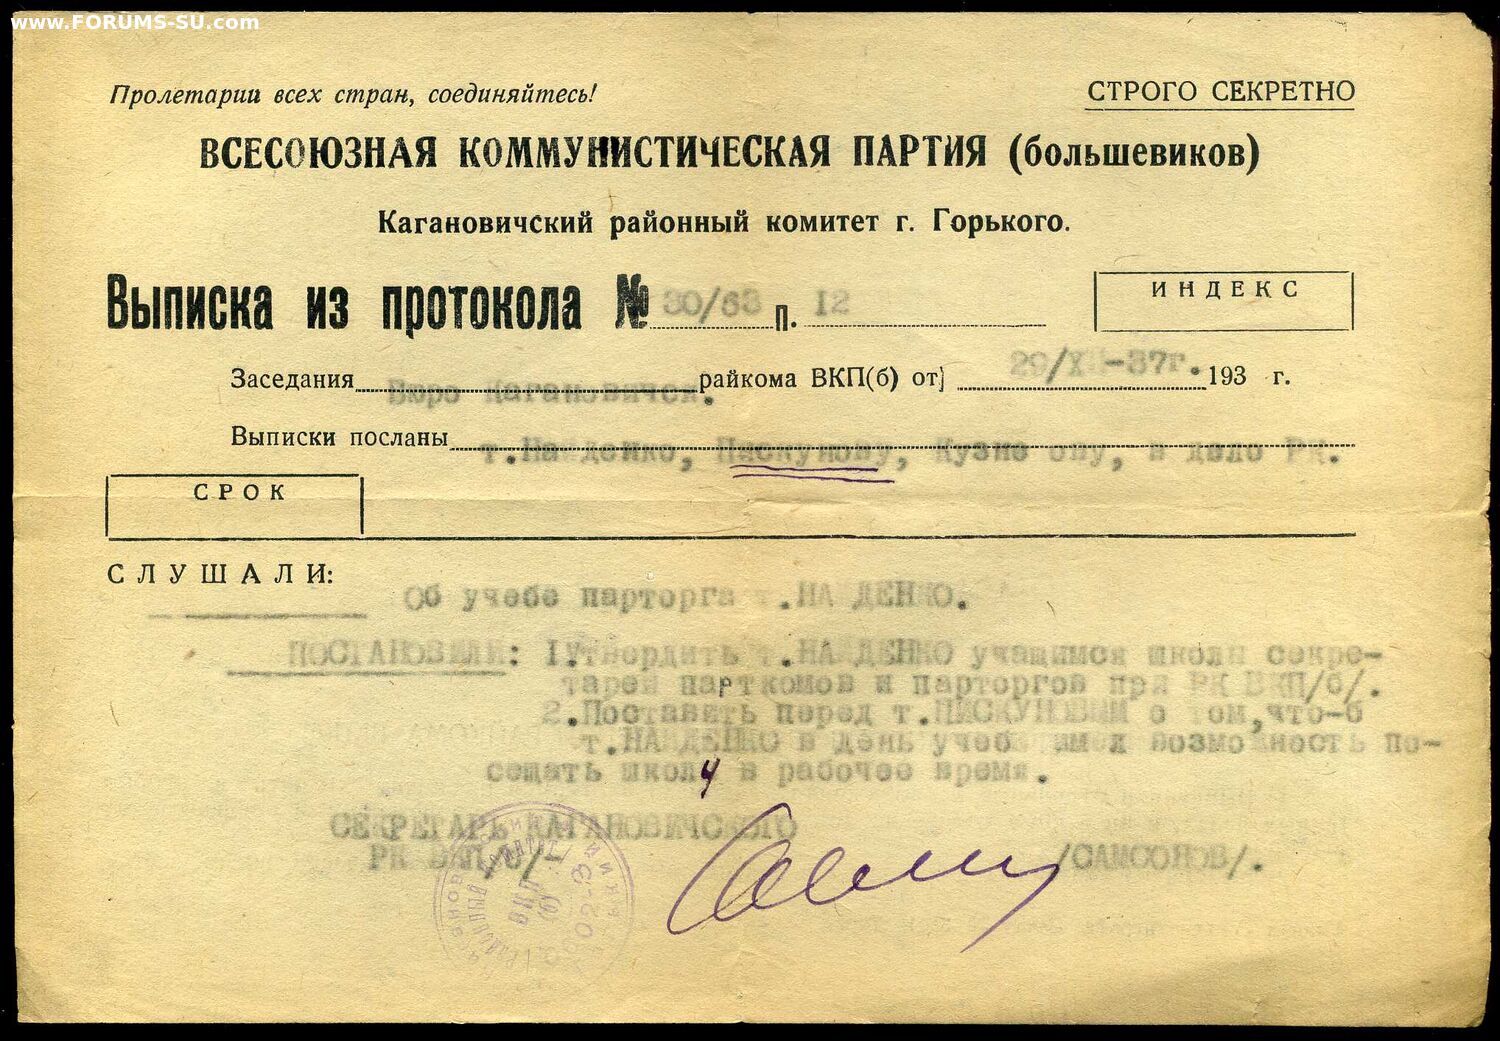 www.FORUMS-SU.com
Пролетарии всех стран, соединяйтесь!
СТРОГО СЕКРЕТНО
ВСЕСОЮЗНАЯ КОММУНИСТИЧЕСКАЯ ПАРТИЯ (большевиков)
Кагановичский районный комитет г. Горького.
Выписка из протокола № 30/63 п. 12
ИНДЕКС
Заседания Бюро Кагановичск. райкома ВКП(б) от 29/XII-37г. 193 г.
Выписки посланы т.Найденко, Пискунову, Кузне ову, в дело РК.
СРОК
СЛУШАЛИ:
Об учебе парторга т.НА ДЕНКО.
ПОСТАНОВИЛИ: 1.Утвердить т.НАЙДЕНКО учащимся школы секре-
тарей парткомов и парторгов при РК ВКП/б/.
2.Поставить перед т.ПИСКУНОВЫМ о том,что-б
т.НАЙДЕНКО в день учебы имел возможность по-
сещать школу в рабочее время.
СЕКРЕТАРЬ КАГАНОВИЧСКОГО
РК ВКП/б/-
/САМСОНОВ/.